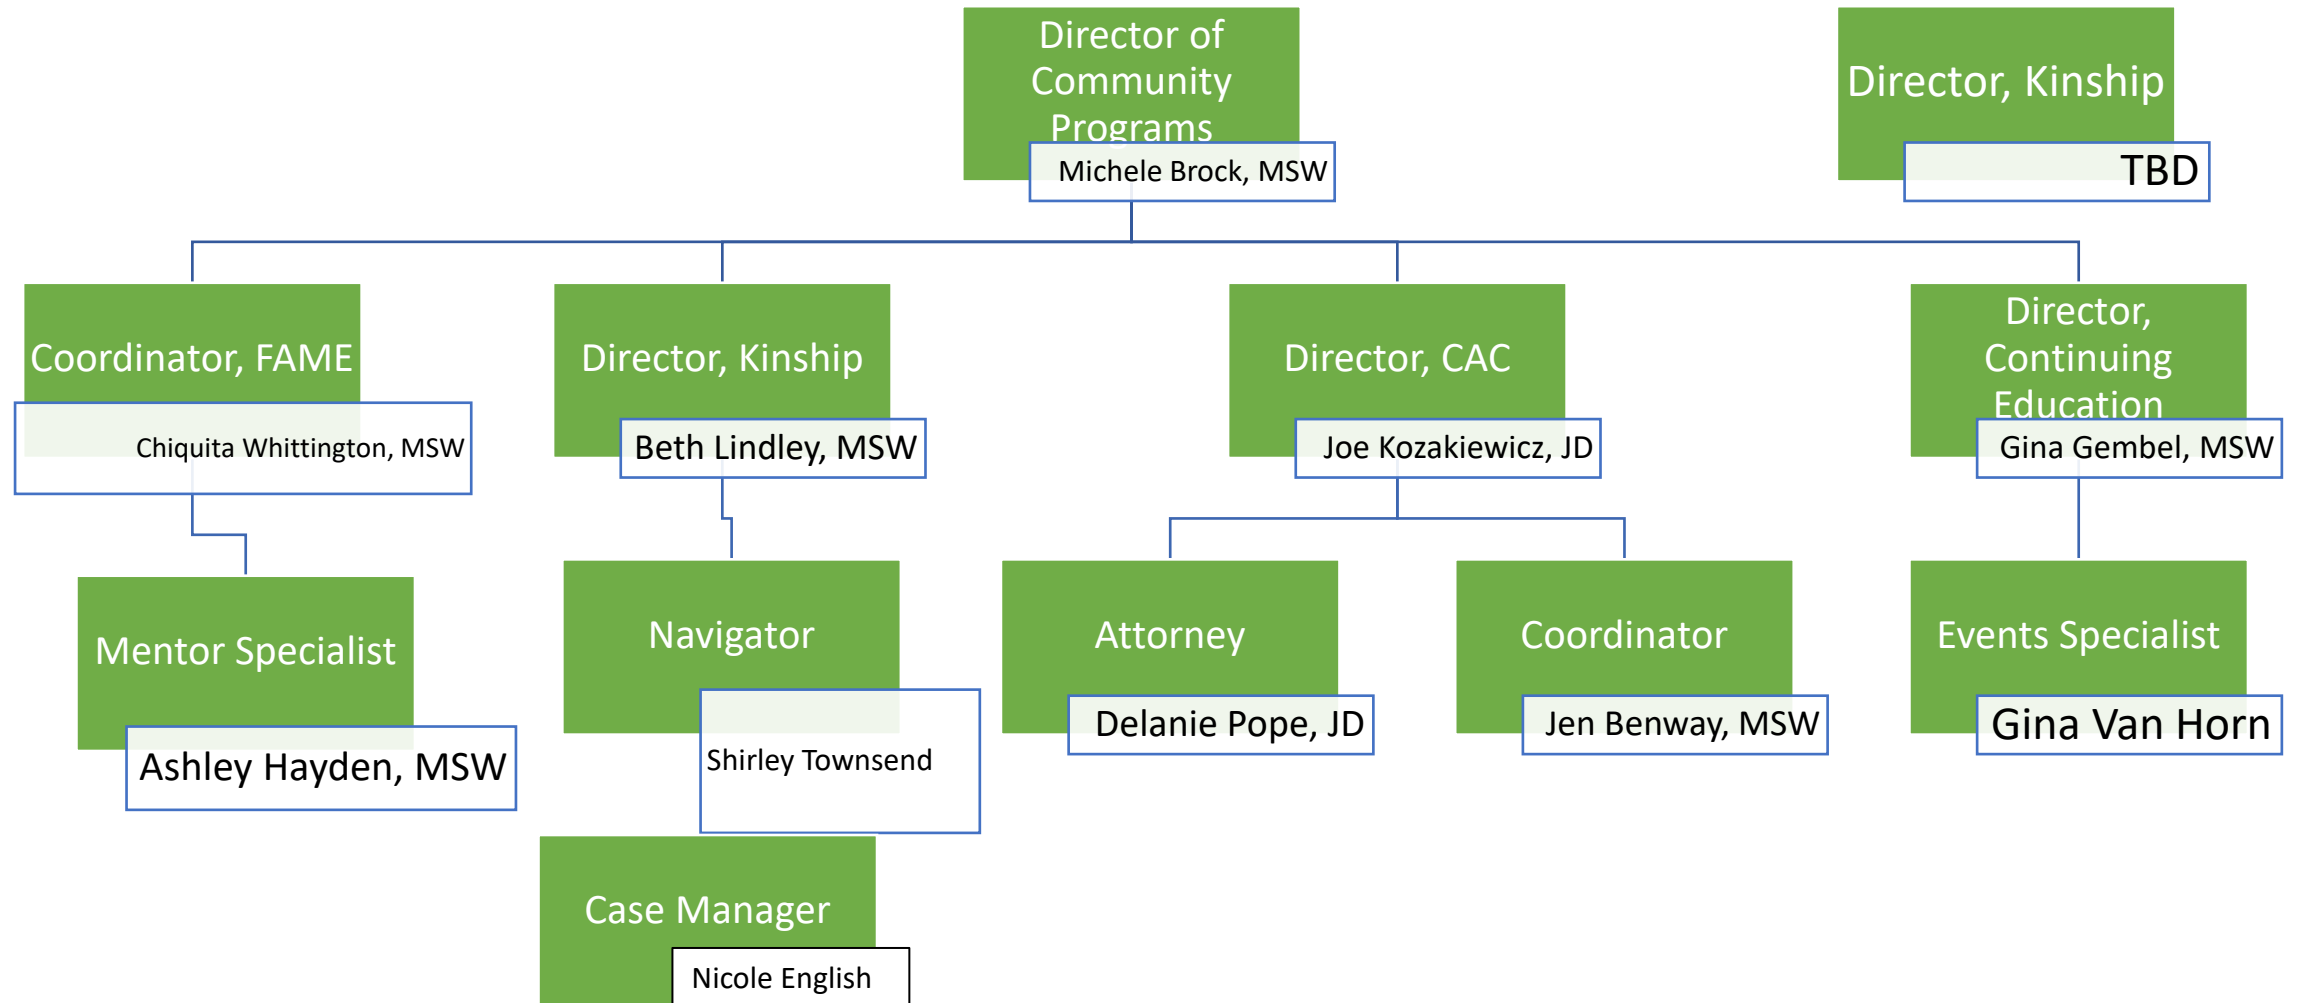 Director of
Community
Programs
Michele Brock, MSW
Director, Kinship
TBD
Coordinator, FAME
Chiquita Whittington, MSW
Director, Kinship
Beth Lindley, MSW
Director, CAC
Joe Kozakiewicz, JD
Director,
Continuing
Education
Gina Gembel, MSW
Mentor Specialist
Ashley Hayden, MSW
Navigator
Shirley Townsend
Attorney
Delanie Pope, JD
Coordinator
Jen Benway, MSW
Events Specialist
Gina Van Horn
Case Manager
Nicole English